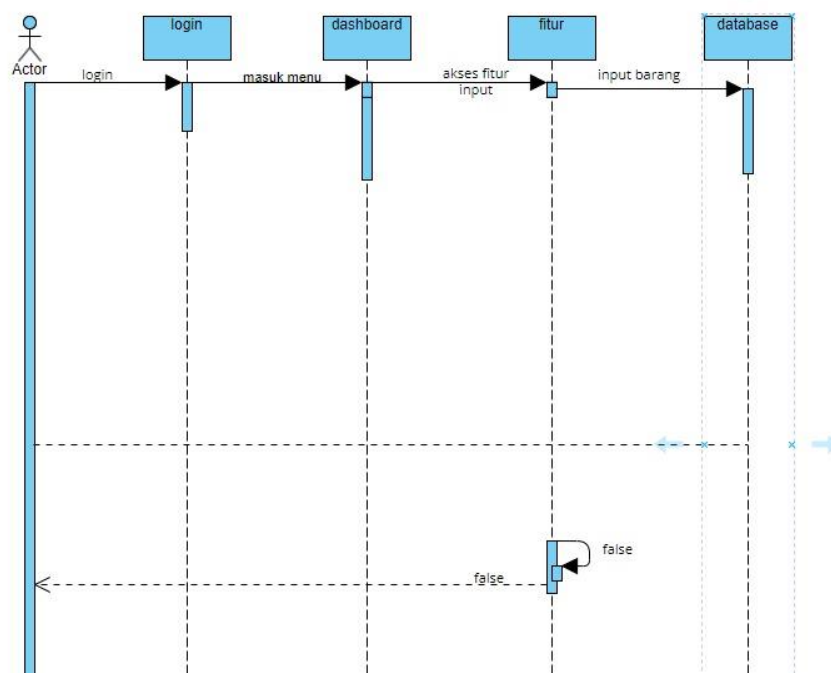 login
dashboard
fitur
database
Actor
login
masuk menu
akses fitur
input
input barang
false
false